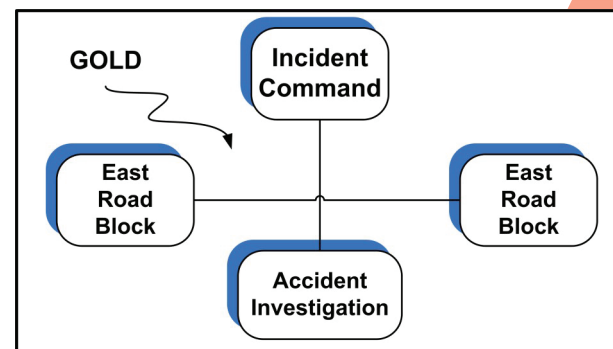 GOLD
Incident
Command
East
Road
Block
East
Road
Block
Accident
Investigation